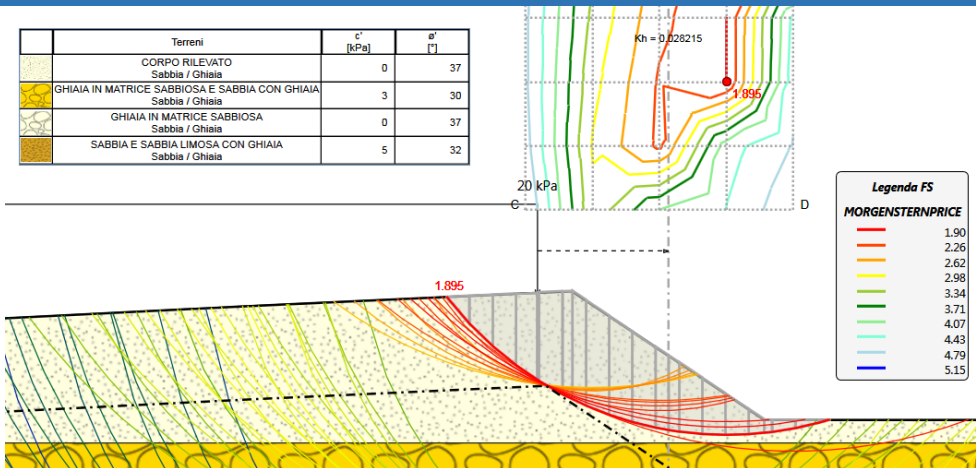 Terreni c' [kPa] ø' [°]
CORPO RILEVATO
Sabbia / Ghiaia 0 37
GHIAIA IN MATRICE SABBIOSA E SABBIA CON GHIAIA
Sabbia / Ghiaia 3 30
GHIAIA IN MATRICE SABBIOSA
Sabbia / Ghiaia 0 37
SABBIA E SABBIA LIMOSA CON GHIAIA
Sabbia / Ghiaia 5 32
Kh = 0.028215
1.895
20 kPa
C D
Legenda FS
MORGENSTERNPRICE
1.90
2.26
2.62
2.98
3.34
3.71
4.07
4.43
4.79
5.15
1.895